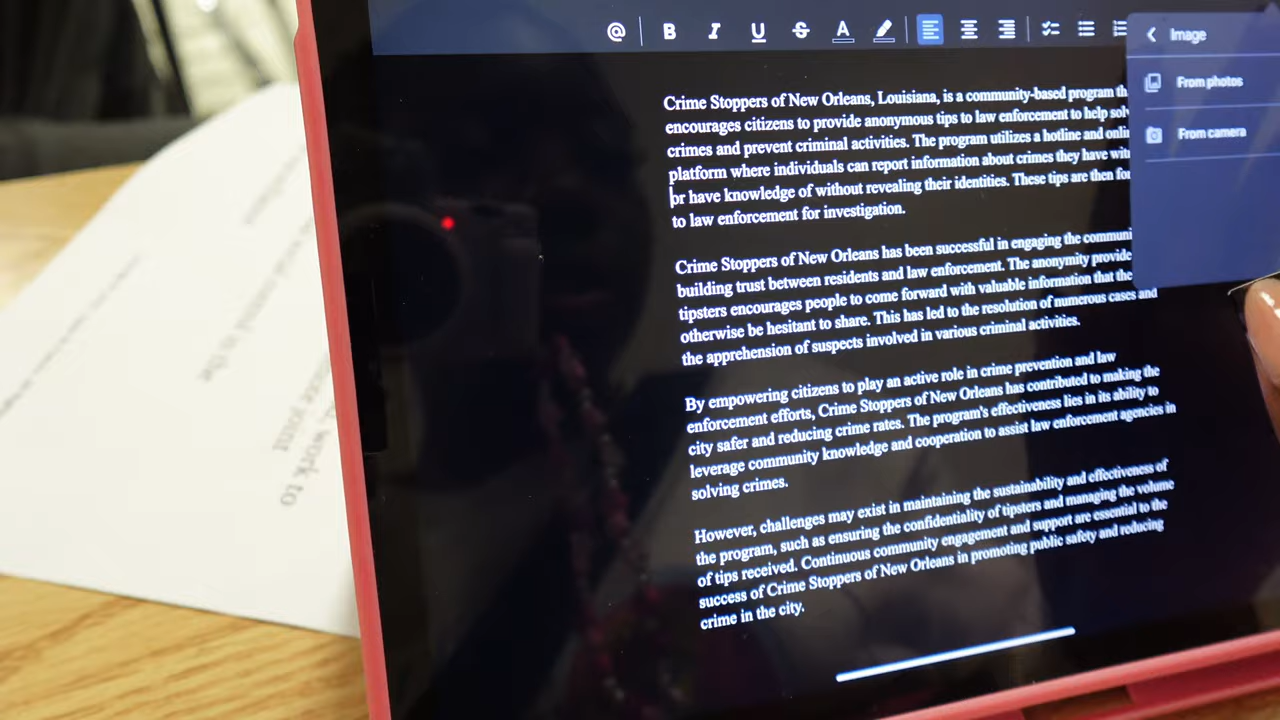 @ B I U S A
Image
From photos
From camera
Crime Stoppers of New Orleans, Louisiana, is a community-based program th
encourages citizens to provide anonymous tips to law enforcement to help solv
crimes and prevent criminal activities. The program utilizes a hotline and onlin
platform where individuals can report information about crimes they have witn
or have knowledge of without revealing their identities. These tips are then for
to law enforcement for investigation.
Crime Stoppers of New Orleans has been successful in engaging the communi
building trust between residents and law enforcement. The anonymity provide
tipsters encourages people to come forward with valuable information that the
otherwise be hesitant to share. This has led to the resolution of numerous cases and
the apprehension of suspects involved in various criminal activities.
By empowering citizens to play an active role in crime prevention and law
enforcement efforts, Crime Stoppers of New Orleans has contributed to making the
city safer and reducing crime rates. The program's effectiveness lies in its ability to
leverage community knowledge and cooperation to assist law enforcement agencies in
solving crimes.
However, challenges may exist in maintaining the sustainability and effectiveness of
the program, such as ensuring the confidentiality of tipsters and managing the volume
of tips received. Continuous community engagement and support are essential to the
success of Crime Stoppers of New Orleans in promoting public safety and reducing
crime in the city.
work to